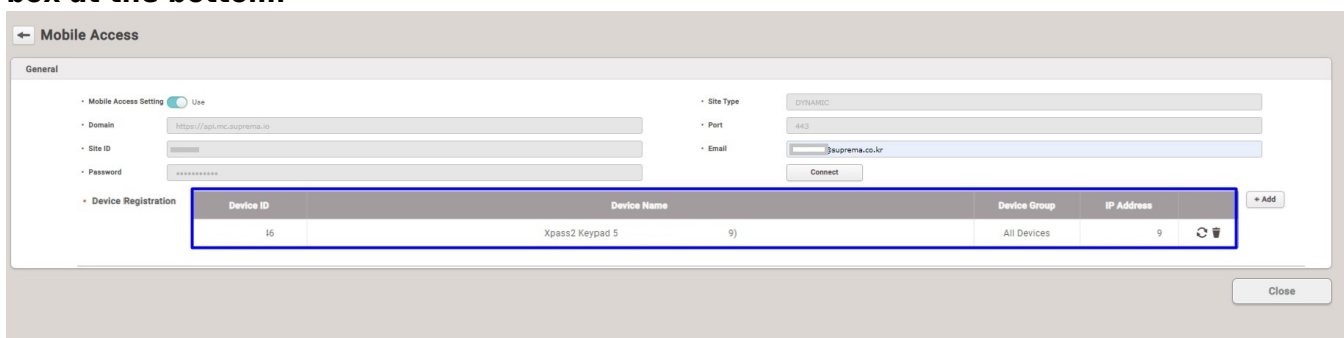 box at the bottom.
← Mobile Access
General
• Mobile Access Setting Use • Site Type DYNAMIC
• Domain https://api.mc.suprema.io • Port 443
• Site ID • Email @suprema.co.kr
• Password *********** Connect
• Device Registration Device ID Device Name Device Group IP Address + Add
46 Xpass2 Keypad 5 9) All Devices 9
Close